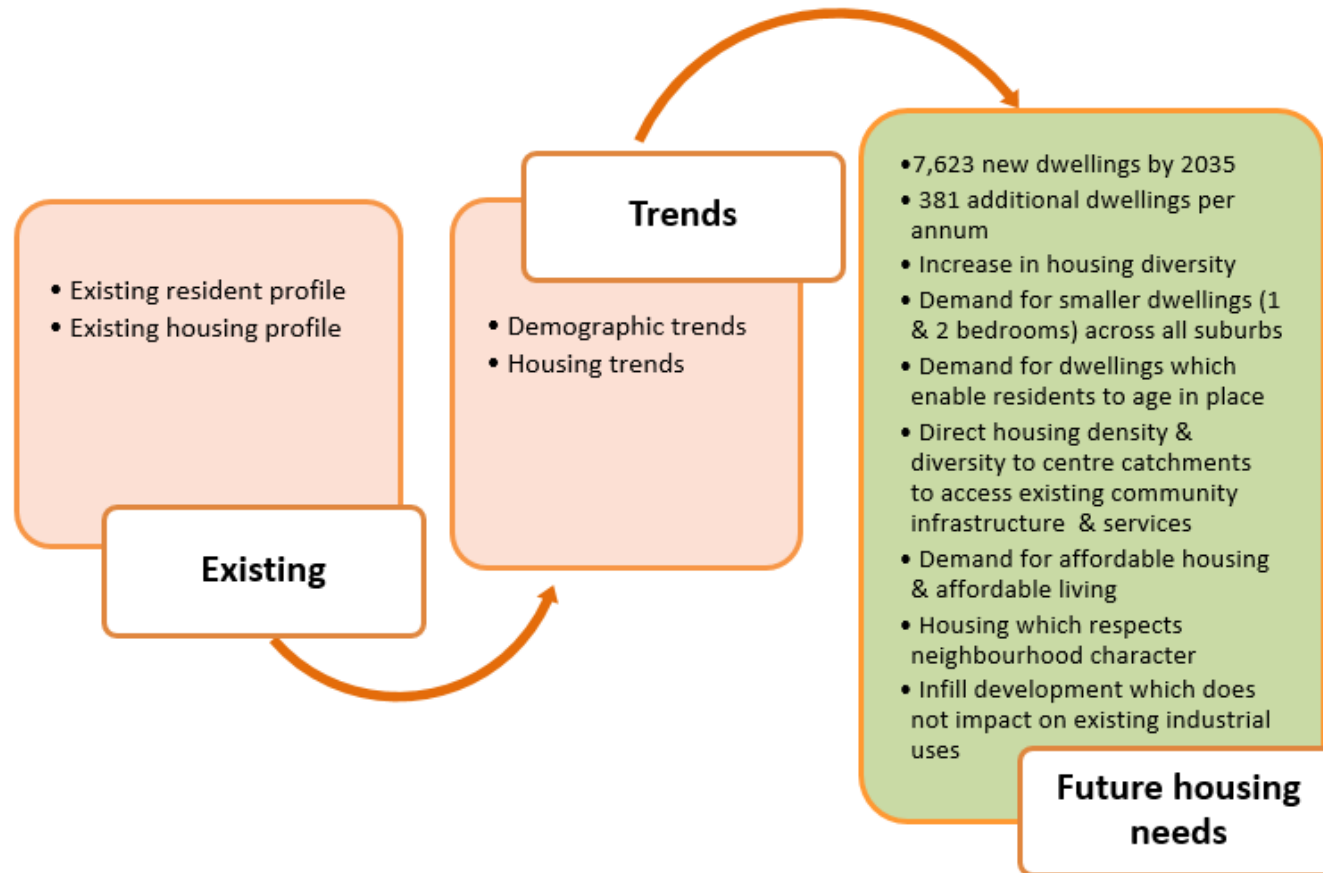 • Existing resident profile
• Existing housing profile
Existing
Trends
• Demographic trends
• Housing trends
•7,623 new dwellings by 2035
• 381 additional dwellings per
annum
• Increase in housing diversity
• Demand for smaller dwellings (1
& 2 bedrooms) across all suburbs
• Demand for dwellings which
enable residents to age in place
• Direct housing density &
diversity to centre catchments
to access existing community
infrastructure & services
• Demand for affordable housing
& affordable living
• Housing which respects
neighbourhood character
• Infill development which does
not impact on existing industrial
uses
Future housing
needs